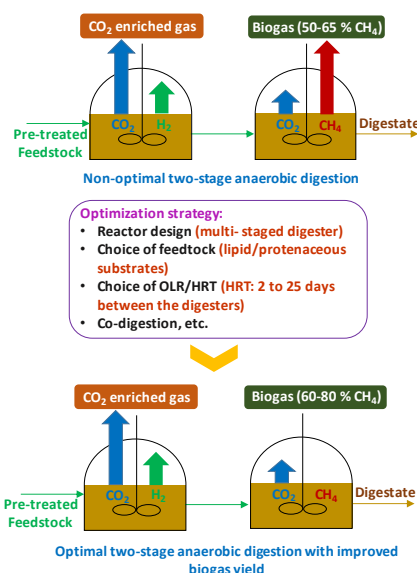 CO2 enriched gas
Biogas (50-65 % CH4)
CO2
H2
CO2
CH4
Pre-treated
Feedstock
Digestate
Non-optimal two-stage anaerobic digestion
Optimization strategy:
• Reactor design (multi- staged digester)
• Choice of feedtock (lipid/protenaceous
substrates)
• Choice of OLR/HRT (HRT: 2 to 25 days
between the digesters)
• Co-digestion, etc.
CO2 enriched gas
Biogas (60-80 % CH4)
CO2
H2
CO2
CH4
Pre-treated
Feedstock
Digestate
Optimal two-stage anaerobic digestion with improved
biogas yield